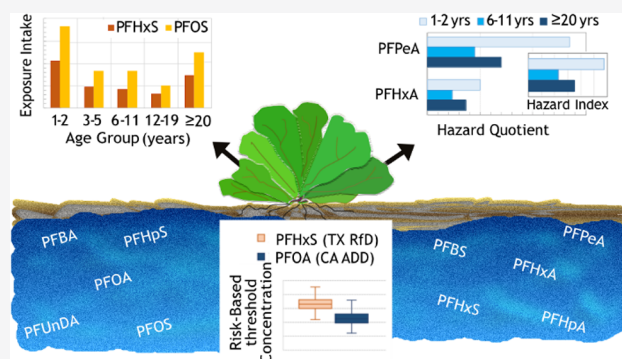 PFHxS PFOS
Exposure Intake
1-2 3-5 6-11 12-19 ≥20
Age Group (years)
1-2 yrs 6-11 yrs ≥20 yrs
PFPeA
PFHxA
Hazard Index
Hazard Quotient
PFBA
PFHpS
PFOA
PFUnDA
PFOS
PFHxS (TX RfD)
PFOA (CA ADD)
Risk-Based
threshold
Concentration
PFBS
PFPeA
PFHxA
PFHxS
PFHpA